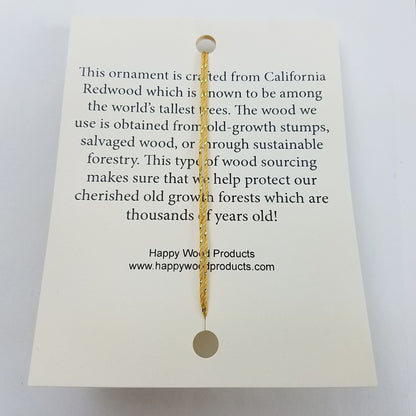 This ornament is crafted from California
Redwood which is known to be among
the world's tallest trees. The wood we
use is obtained from old-growth stumps,
salvaged wood, or through sustainable
forestry. This type of wood sourcing
makes sure that we help protect our
cherished old growth forests which are
thousands of years old!
Happy Wood Products
www.happywoodproducts.com